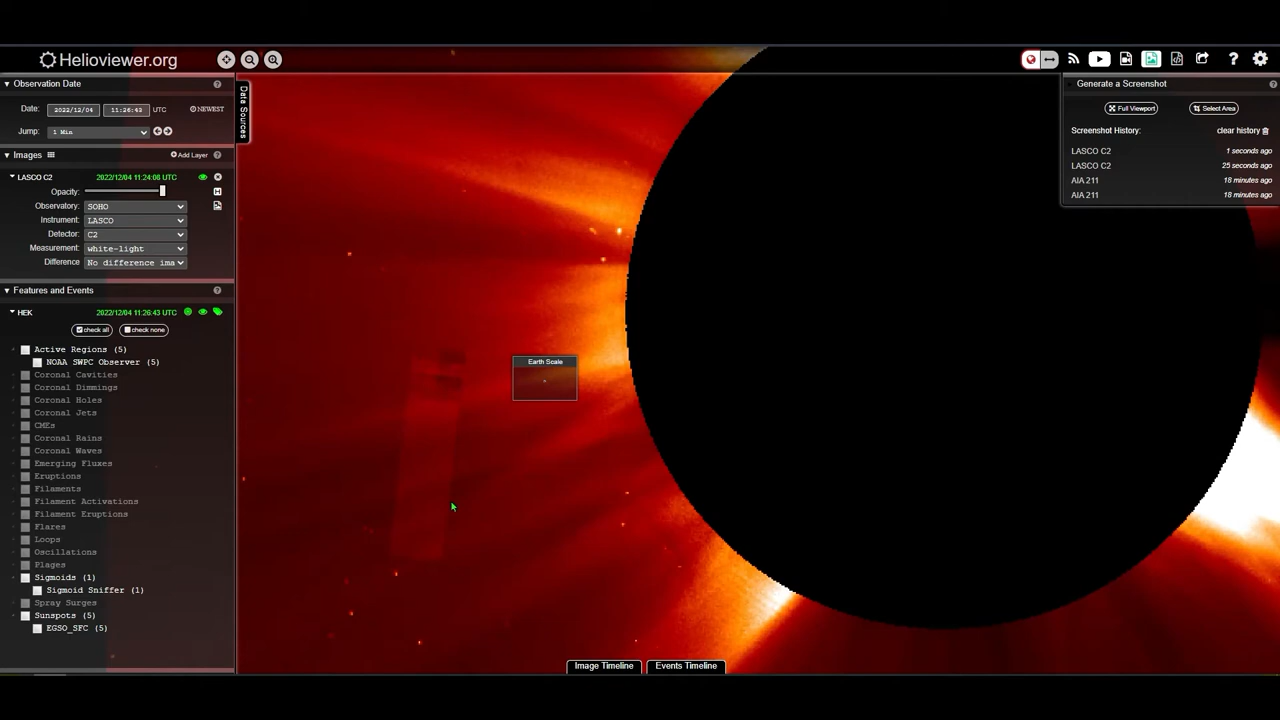 Helioviewer.org
Observation Date
Date: 2022/12/04 11:26:43 UTC NEWEST
Jump: 1 Min
Images
Add Layer
LASCO C2 2022/12/04 11:24:08 UTC
Opacity:
Observatory: SOHO
Instrument: LASCO
Detector: C2
Measurement: white-light
Difference No difference ima
Features and Events
HEK 2022/12/04 11:26:43 UTC
check all check none
Active Regions (5)
NOAA SWPC Observer (5)
Coronal Cavities
Coronal Dimmings
Coronal Holes
Coronal Jets
CMEs
Coronal Rains
Coronal Waves
Emerging Fluxes
Eruptions
Filaments
Filament Activations
Filament Eruptions
Flares
Loops
Oscillations
Plages
Sigmoids (1)
Sigmoid Sniffer (1)
Spray Surges
Sunspots (5)
EGSO_SFC (5)
Data Sources
Earth Scale
Image Timeline
Events Timeline
Generate a Screenshot
Full Viewport Select Area
Screenshot History: clear history
LASCO C2 1 seconds ago
LASCO C2 25 seconds ago
AIA 211 18 minutes ago
AIA 211 18 minutes ago